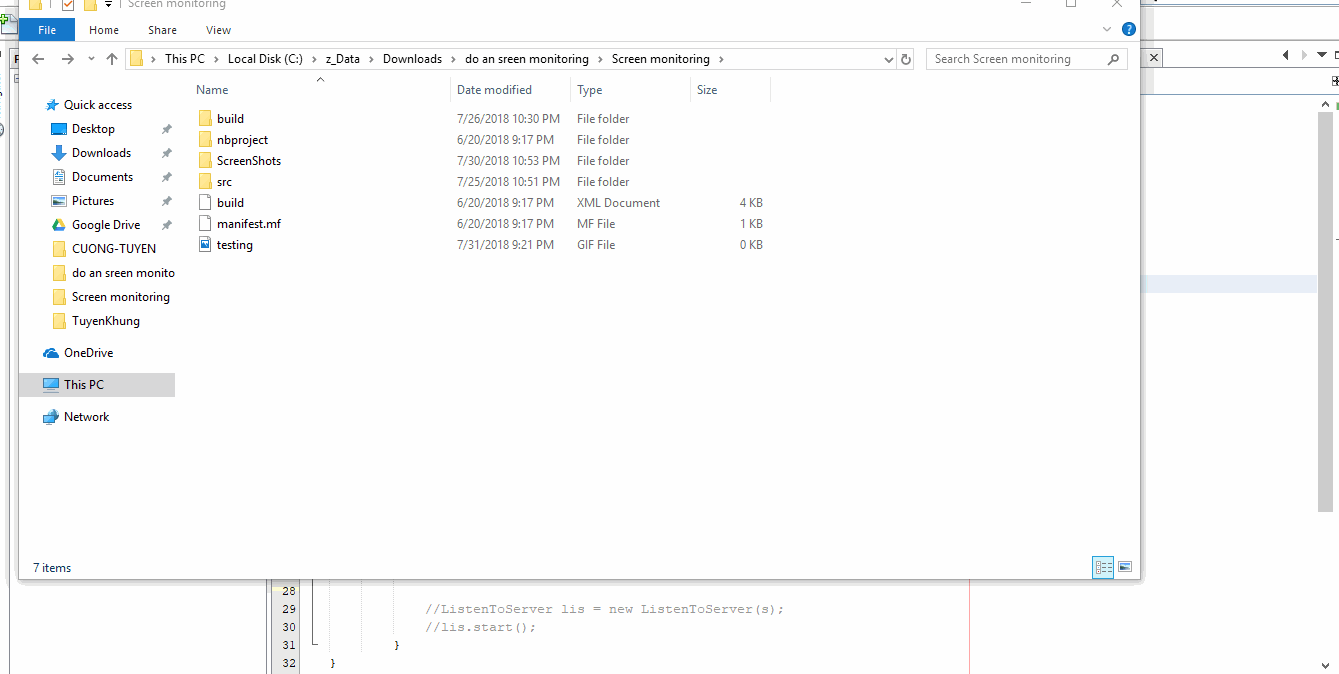 Screen monitoring
File Home Share View
This PC Local Disk (C:) z_Data Downloads do an sreen monitoring Screen monitoring
Search Screen monitoring
Name Date modified Type Size
Quick access
Desktop
Downloads
Documents
Pictures
Google Drive
CUONG-TUYEN
do an sreen monito
Screen monitoring
TuyenKhung
OneDrive
This PC
Network
build 7/26/2018 10:30 PM File folder
nbproject 6/20/2018 9:17 PM File folder
ScreenShots 7/30/2018 10:53 PM File folder
src 7/25/2018 10:51 PM File folder
build 6/20/2018 9:17 PM XML Document 4 KB
manifest.mf 6/20/2018 9:17 PM MF File 1 KB
testing 7/31/2018 9:21 PM GIF File 0 KB
7 items
28
29 //ListenToServer lis = new ListenToServer(s);
30 //lis.start();
31 }
32 }